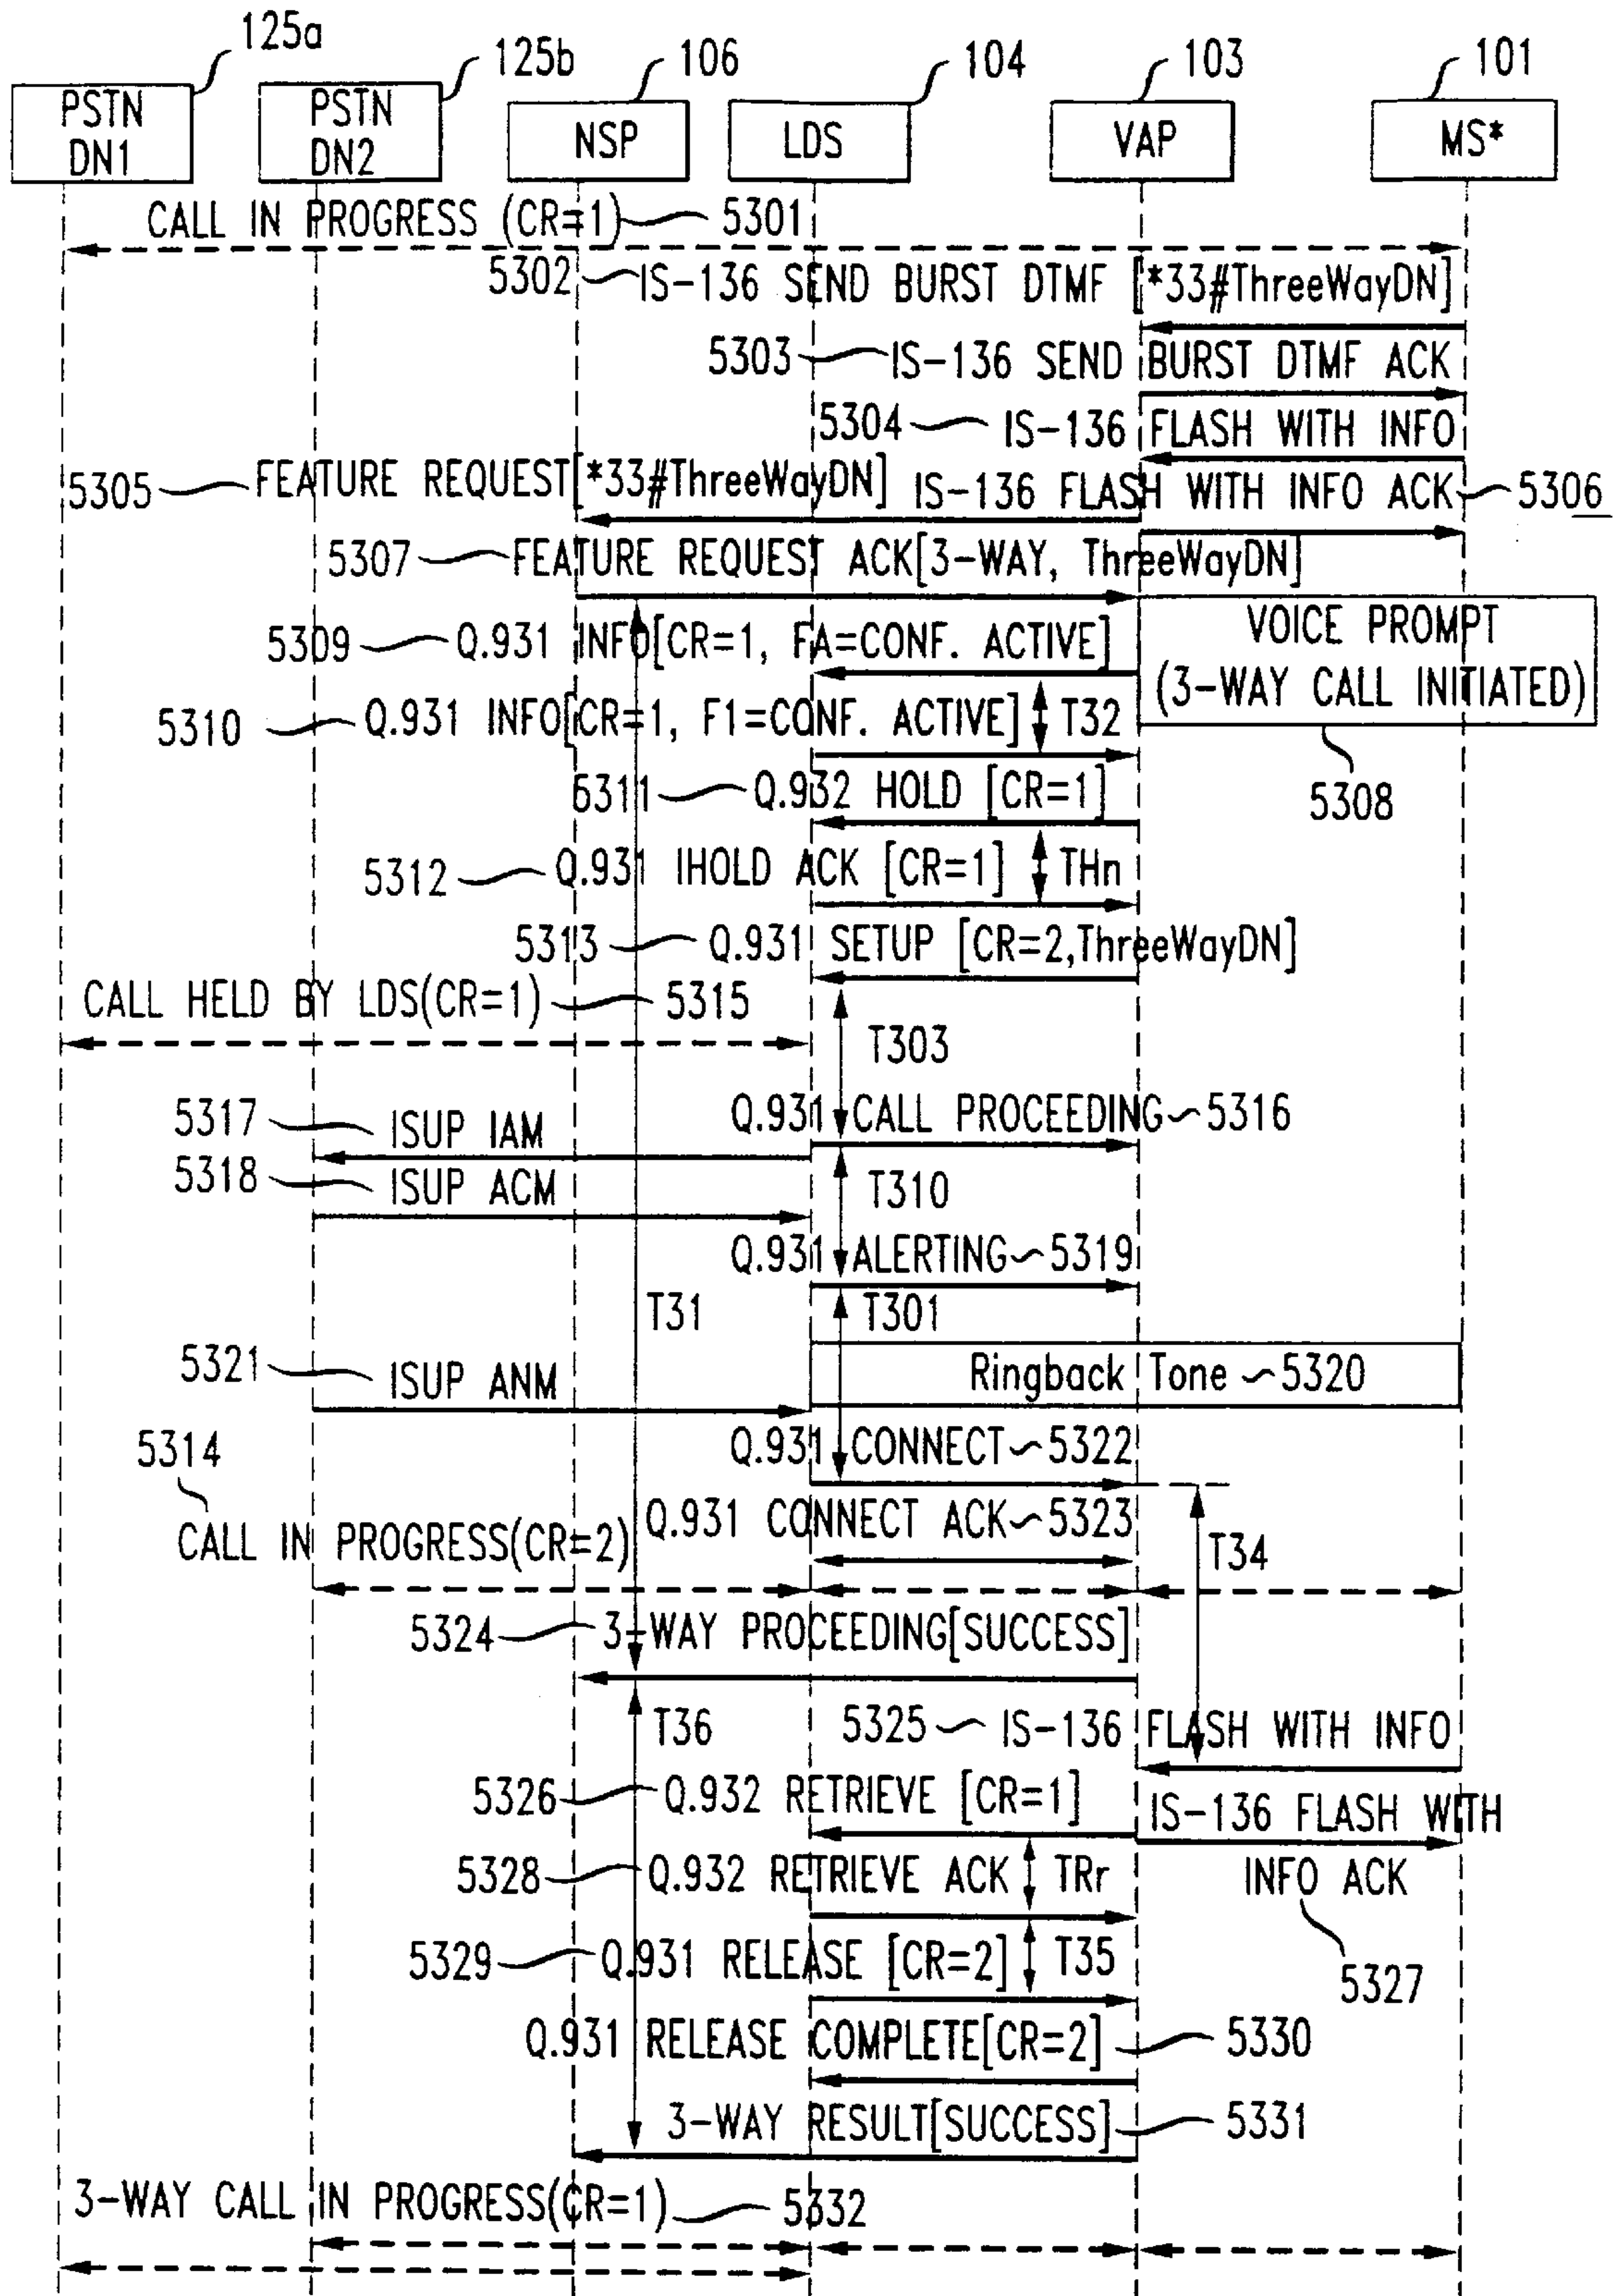 125a
125b
106
104
103
101
PSTN
DN1
PSTN
DN2
NSP
LDS
VAP
MS*
CALL IN PROGRESS (CR=1) 5301
5302 IS-136 SEND BURST DTMF [*33#ThreeWayDN]
5303 IS-136 SEND BURST DTMF ACK
5304 IS-136 FLASH WITH INFO
5305 FEATURE REQUEST[*33#ThreeWayDN]
IS-136 FLASH WITH INFO ACK 5306
5307 FEATURE REQUEST ACK[3-WAY, ThreeWayDN]
VOICE PROMPT
(3-WAY CALL INITIATED)
5308
5309 Q.931 INFO[CR=1, FA=CONF. ACTIVE]
5310 Q.931 INFO[CR=1, F1=CONF. ACTIVE] T32
5311 Q.932 HOLD [CR=1]
5312 Q.931 IHOLD ACK [CR=1] THn
5313 Q.931 SETUP [CR=2,ThreeWayDN]
CALL HELD BY LDS(CR=1) 5315
T303
5317 ISUP IAM
Q.931 CALL PROCEEDING 5316
5318 ISUP ACM
T310
Q.931 ALERTING 5319
T31
T301
5321 ISUP ANM
Ringback Tone 5320
5314
Q.931 CONNECT 5322
CALL IN PROGRESS(CR=2)
Q.931 CONNECT ACK 5323
T34
5324 3-WAY PROCEEDING[SUCCESS]
T36
5325 IS-136 FLASH WITH INFO
5326 Q.932 RETRIEVE [CR=1]
IS-136 FLASH WITH
INFO ACK
5327
5328 Q.932 RETRIEVE ACK TRr
5329 Q.931 RELEASE [CR=2] T35
Q.931 RELEASE COMPLETE[CR=2] 5330
3-WAY RESULT[SUCCESS] 5331
3-WAY CALL IN PROGRESS(CR=1) 5332